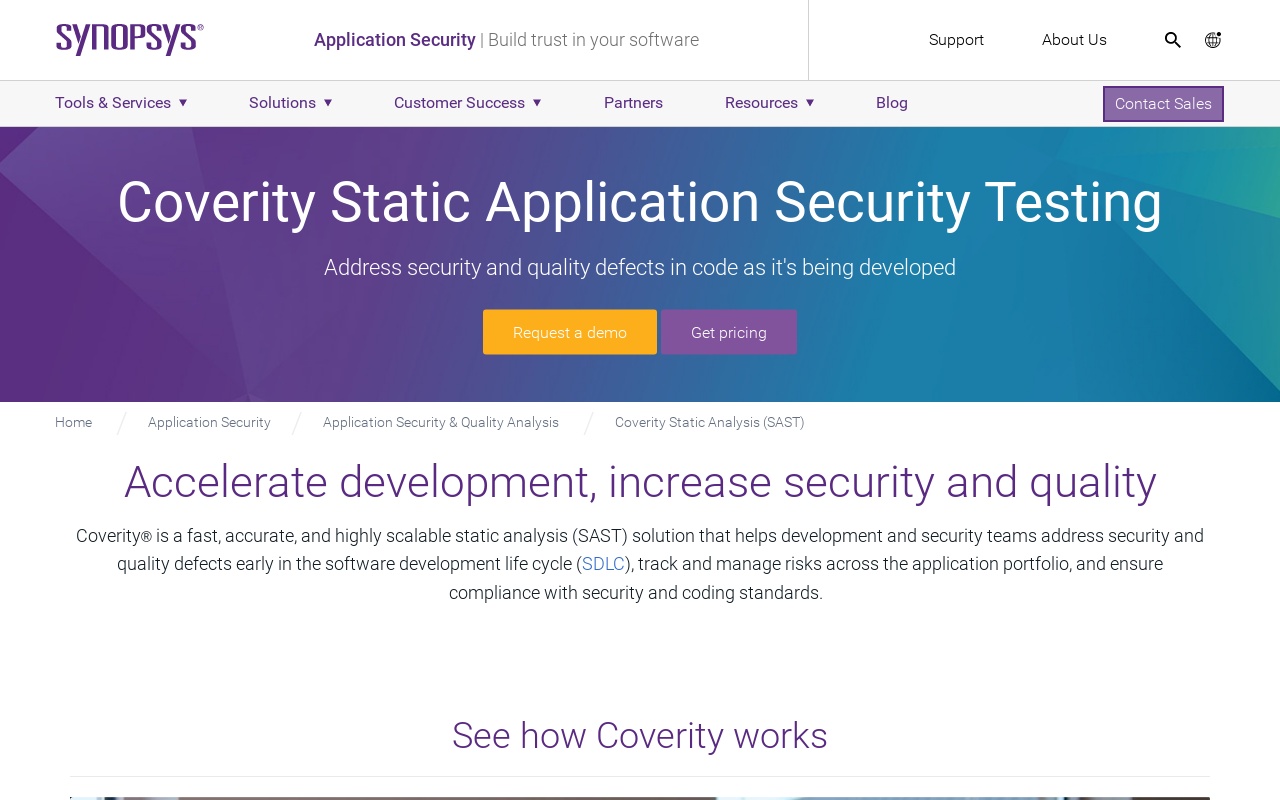 SYNOPSYS®
Application Security | Build trust in your software
Support
About Us
Tools & Services ▼
Solutions ▼
Customer Success ▼
Partners
Resources ▼
Blog
Contact Sales
Coverity Static Application Security Testing
Address security and quality defects in code as it's being developed
Request a demo
Get pricing
Home / Application Security / Application Security & Quality Analysis / Coverity Static Analysis (SAST)
Accelerate development, increase security and quality
Coverity® is a fast, accurate, and highly scalable static analysis (SAST) solution that helps development and security teams address security and
quality defects early in the software development life cycle (SDLC), track and manage risks across the application portfolio, and ensure
compliance with security and coding standards.
See how Coverity works